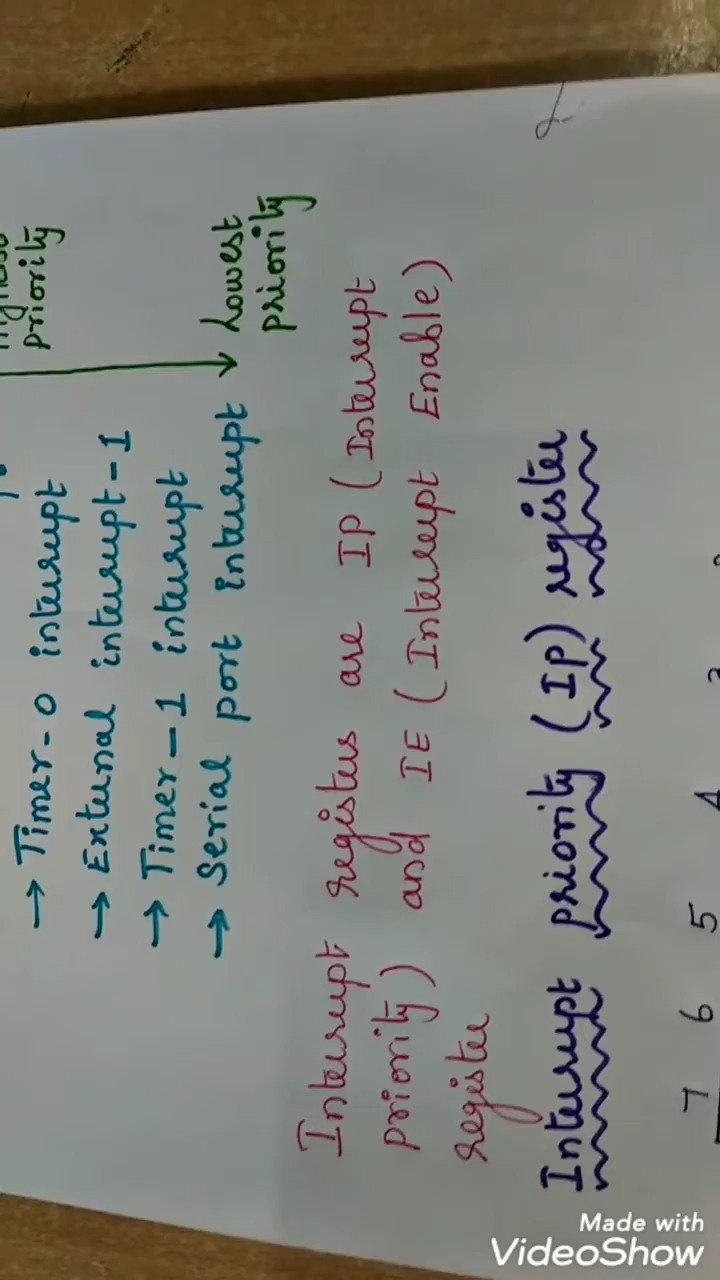 priority
→ Timer-0 interrupt
→ External interrupt-1
→ Timer-1 interrupt
→ Serial port interrupt
Lowest
priority
Interrupt registers are IP (Interrupt
priority) and IE (Interrupt Enable)
register
Interrupt priority (IP) register
7 6 5 4
Made with
VideoShow